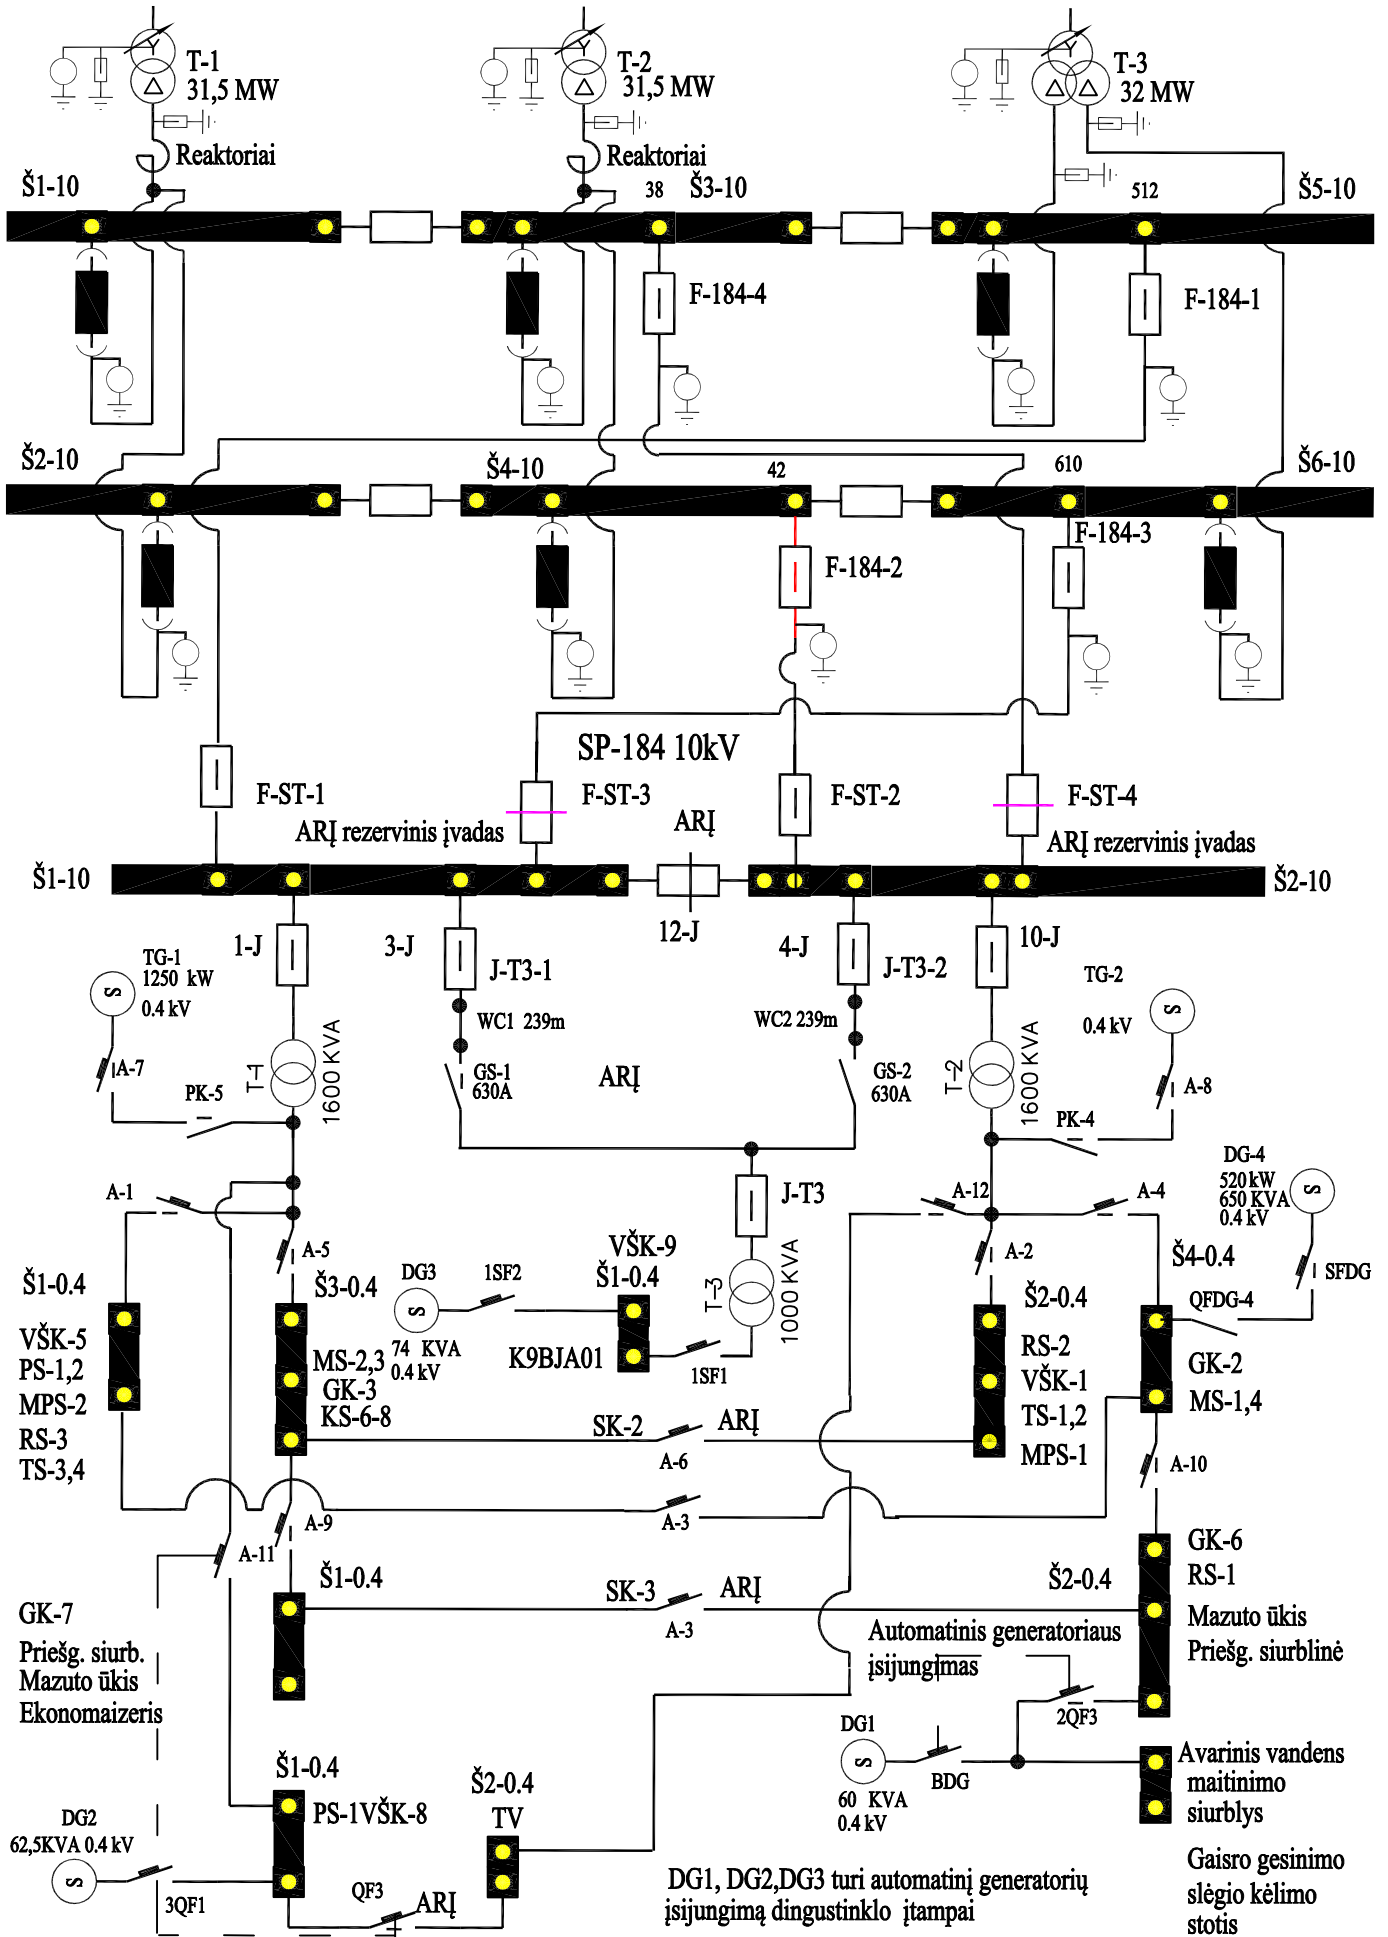 T-1
31,5 MW
T-2
31,5 MW
T-3
32 MW
Reaktoriai
Reaktoriai
Š1-10
38
Š3-10
512
Š5-10
F-184-4
F-184-1
Š2-10
Š4-10
42
610
Š6-10
F-184-3
F-184-2
SP-184 10kV
F-ST-1
F-ST-3
F-ST-2
F-ST-4
ARĮ rezervinis įvadas
ARĮ
ARĮ rezervinis įvadas
Š1-10
Š2-10
1-J
3-J
12-J
4-J
10-J
J-T3-1
J-T3-2
TG-1
1250 kW
0.4 kV
TG-2
0.4 kV
S
S
WC1 239m
WC2 239m
A-7
PK-5
T-1
1600 KVA
GS-1
630A
ARĮ
GS-2
630A
T-2
1600 KVA
A-8
PK-4
DG-4
520 kW
650 KVA
0.4 kV
S
A-1
A-12
A-4
J-T3
A-5
A-2
VŠK-9
Š1-0.4
T-3
1000 KVA
Š4-0.4
SFDG
DG3
1SF2
S
74 KVA
0.4 kV
K9BJA01
1SF1
QFDG-4
Š1-0.4
VŠK-5
PS-1,2
MPS-2
RS-3
TS-3,4
Š3-0.4
MS-2,3
GK-3
KS-6-8
Š2-0.4
RS-2
VŠK-1
TS-1,2
MPS-1
GK-2
MS-1,4
SK-2
ARĮ
A-6
A-10
A-3
A-9
A-11
GK-6
RS-1
Mazuto ūkis
Priešg. siurblinė
Š1-0.4
SK-3
ARĮ
A-3
Š2-0.4
GK-7
Priešg. siurb.
Mazuto ūkis
Ekonomaizeris
Automatinis generatoriaus
įsijungimas
2QF3
DG1
S
60 KVA
0.4 kV
BDG
Avarinis vandens
maitinimo
siurblys
Š1-0.4
PS-1VŠK-8
Š2-0.4
TV
DG2
62,5KVA 0.4 kV
S
3QF1
QF3
ARĮ
DG1, DG2,DG3 turi automatinį generatorių
įsijungimą dingustinklo įtampai
Gaisro gesinimo
slėgio kėlimo
stotis